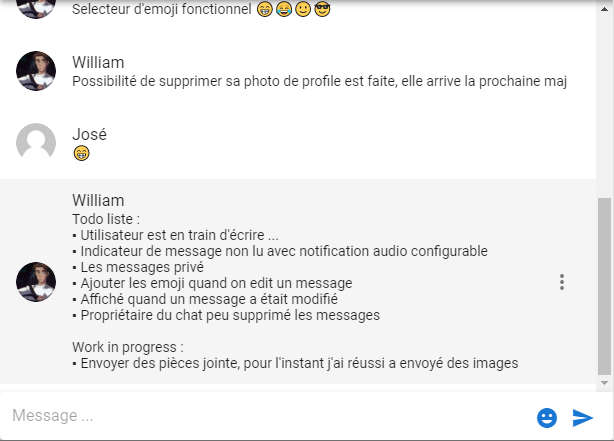 Selecteur d'emoji fonctionnel 😁😂🙂😎
William
Possibilité de supprimer sa photo de profile est faite, elle arrive la prochaine maj
José
😁
William
Todo liste :
▪ Utilisateur est en train d'écrire ...
▪ Indicateur de message non lu avec notification audio configurable
▪ Les messages privé
▪ Ajouter les emoji quand on edit un message
▪ Affiché quand un message a était modifié
▪ Propriétaire du chat peu supprimé les messages
Work in progress :
▪ Envoyer des pièces jointe, pour l'instant j'ai réussi a envoyé des images
Message ...